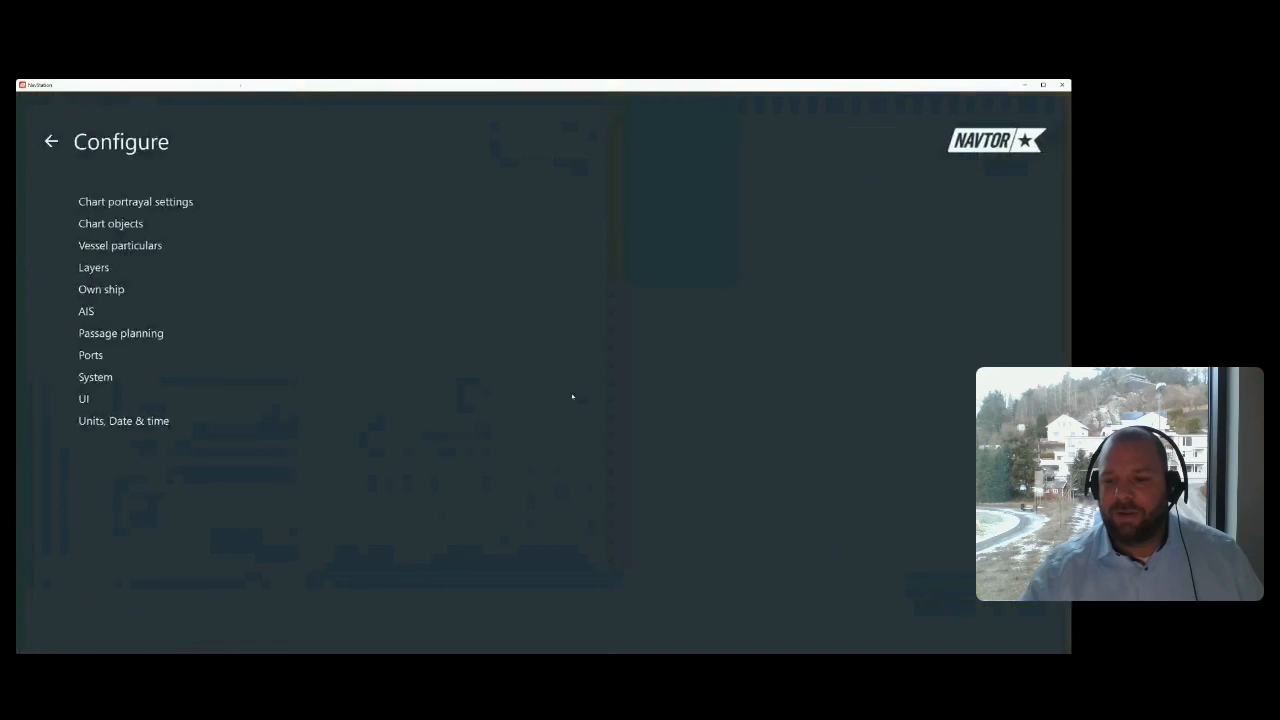 NavStation
Configure
NAVTOR
Chart portrayal settings
Chart objects
Vessel particulars
Layers
Own ship
AIS
Passage planning
Ports
System
UI
Units, Date & time